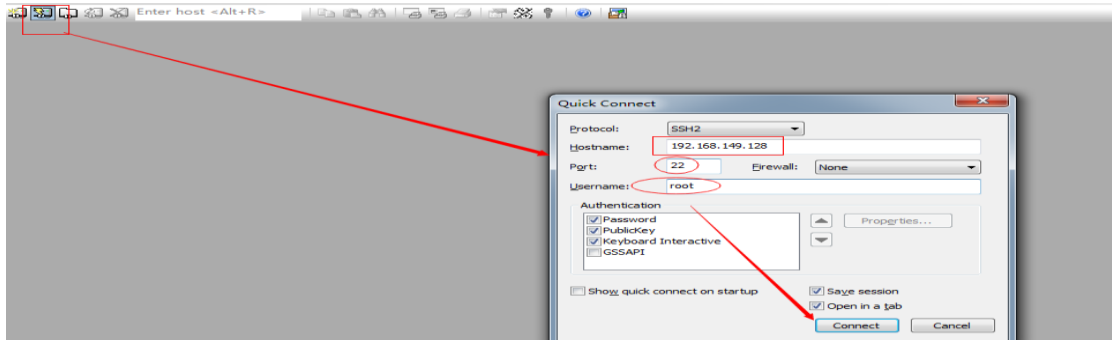 Enter host <Alt+R>
Quick Connect
Protocol: SSH2
Hostname: 192.168.149.128
Port: 22 Firewall: None
Username: root
Authentication
Password
PublicKey Properties...
Keyboard Interactive
GSSAPI
Show quick connect on startup Save session
Open in a tab
Connect Cancel